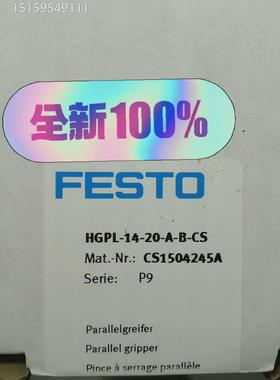 15159549111
全新100%
FESTO
HGPL-14-20-A-B-CS
Mat.-Nr.: CS1504245A
Serie: P9
Parallelgreifer
Parallel gripper
Pince à serrage parallèle